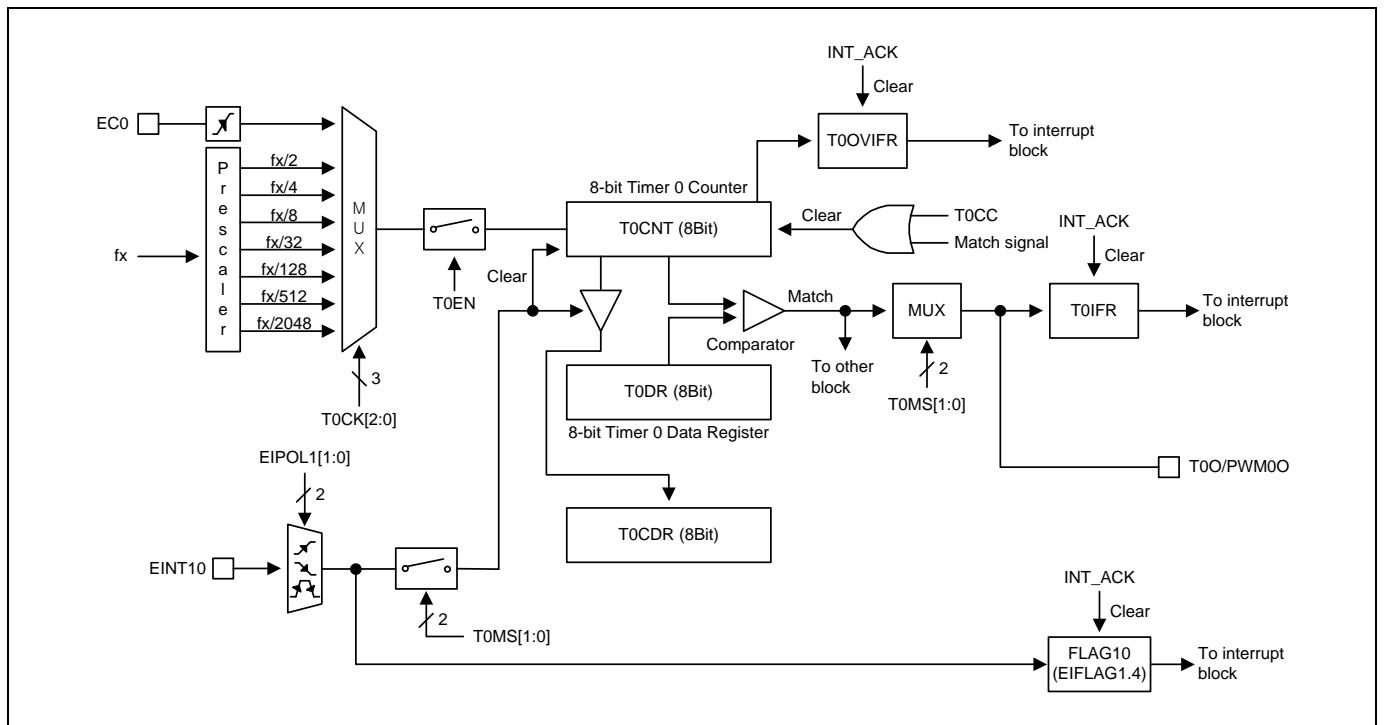 INT_ACK
Clear
EC0
T0OVIFR
To interrupt
block
Prescaler
fx/2
fx/4
fx/8
fx/32
fx/128
fx/512
fx/2048
fx
MUX
T0CK[2:0]
3
T0EN
8-bit Timer 0 Counter
T0CNT (8Bit)
Clear
T0CC
Match signal
Clear
INT_ACK
Clear
Match
Comparator
To other
block
MUX
2
T0MS[1:0]
T0IFR
To interrupt
block
T0DR (8Bit)
8-bit Timer 0 Data Register
T0O/PWM0O
T0CDR (8Bit)
EIPOL1[1:0]
2
EINT10
2
T0MS[1:0]
INT_ACK
Clear
FLAG10
(EIFLAG1.4)
To interrupt
block